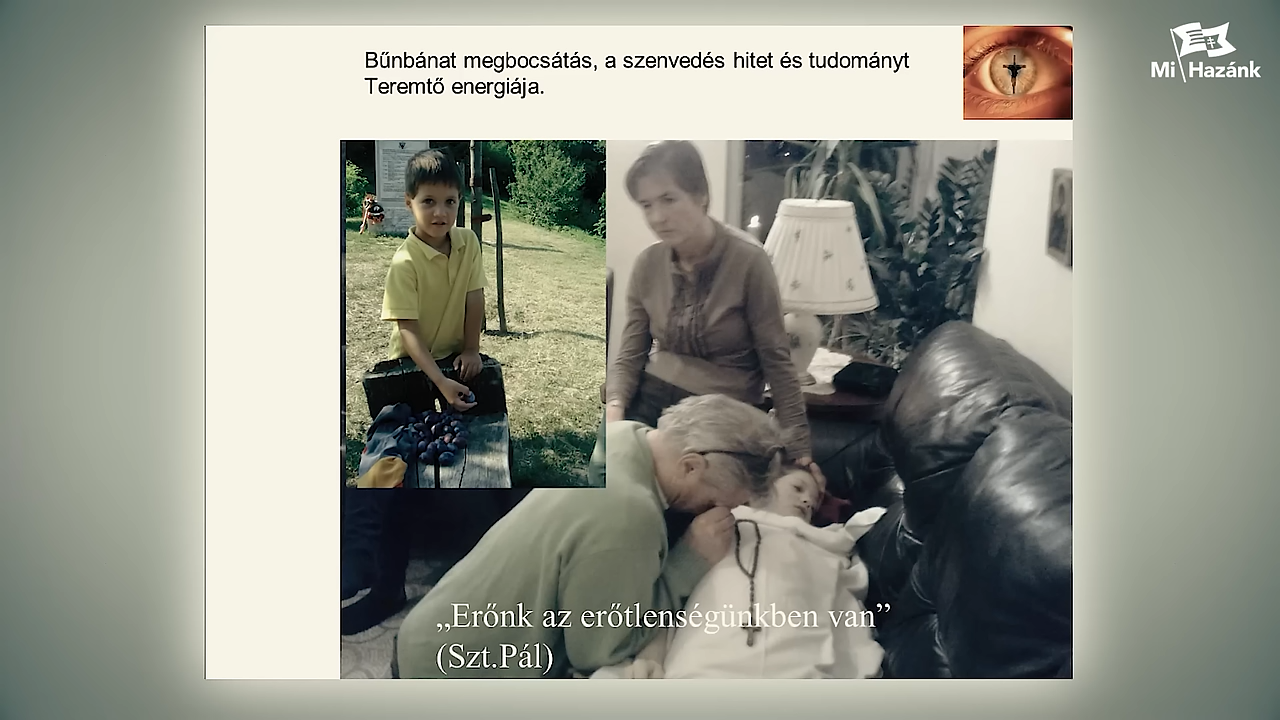 Bűnbánat megbocsátás, a szenvedés hitet és tudományt
Teremtő energiája.
Mi Hazánk
„Erőnk az erőtlenségünkben van”
(Szt.Pál)